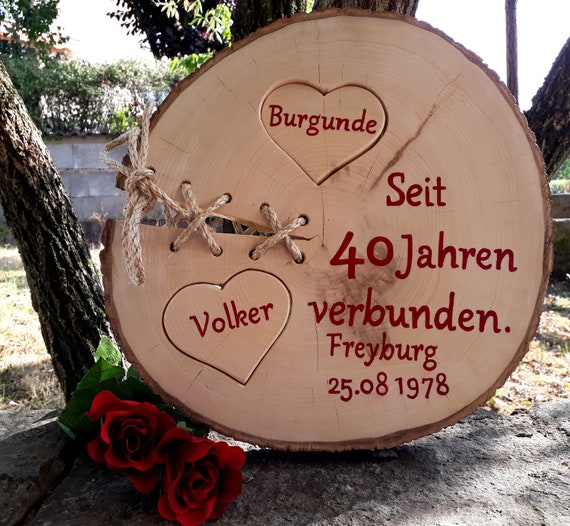 Burgunde
Volker
Seit
40 Jahren
verbunden.
Freyburg
25.08 1978